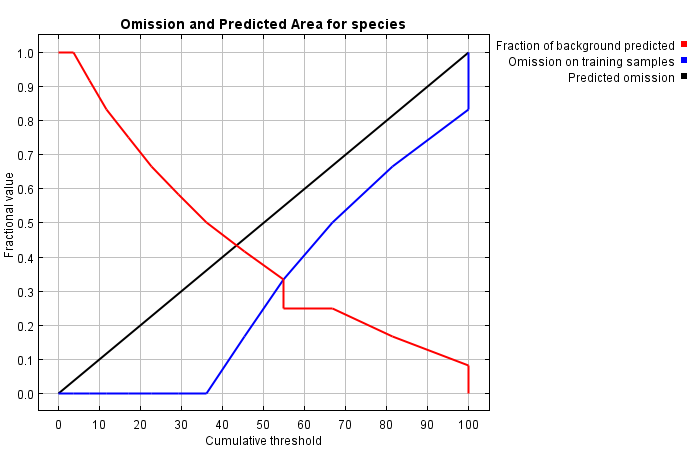 Omission and Predicted Area for species
Fraction of background predicted
Omission on training samples
Predicted omission
Fractional value
1.0
0.9
0.8
0.7
0.6
0.5
0.4
0.3
0.2
0.1
0.0
0 10 20 30 40 50 60 70 80 90 100
Cumulative threshold